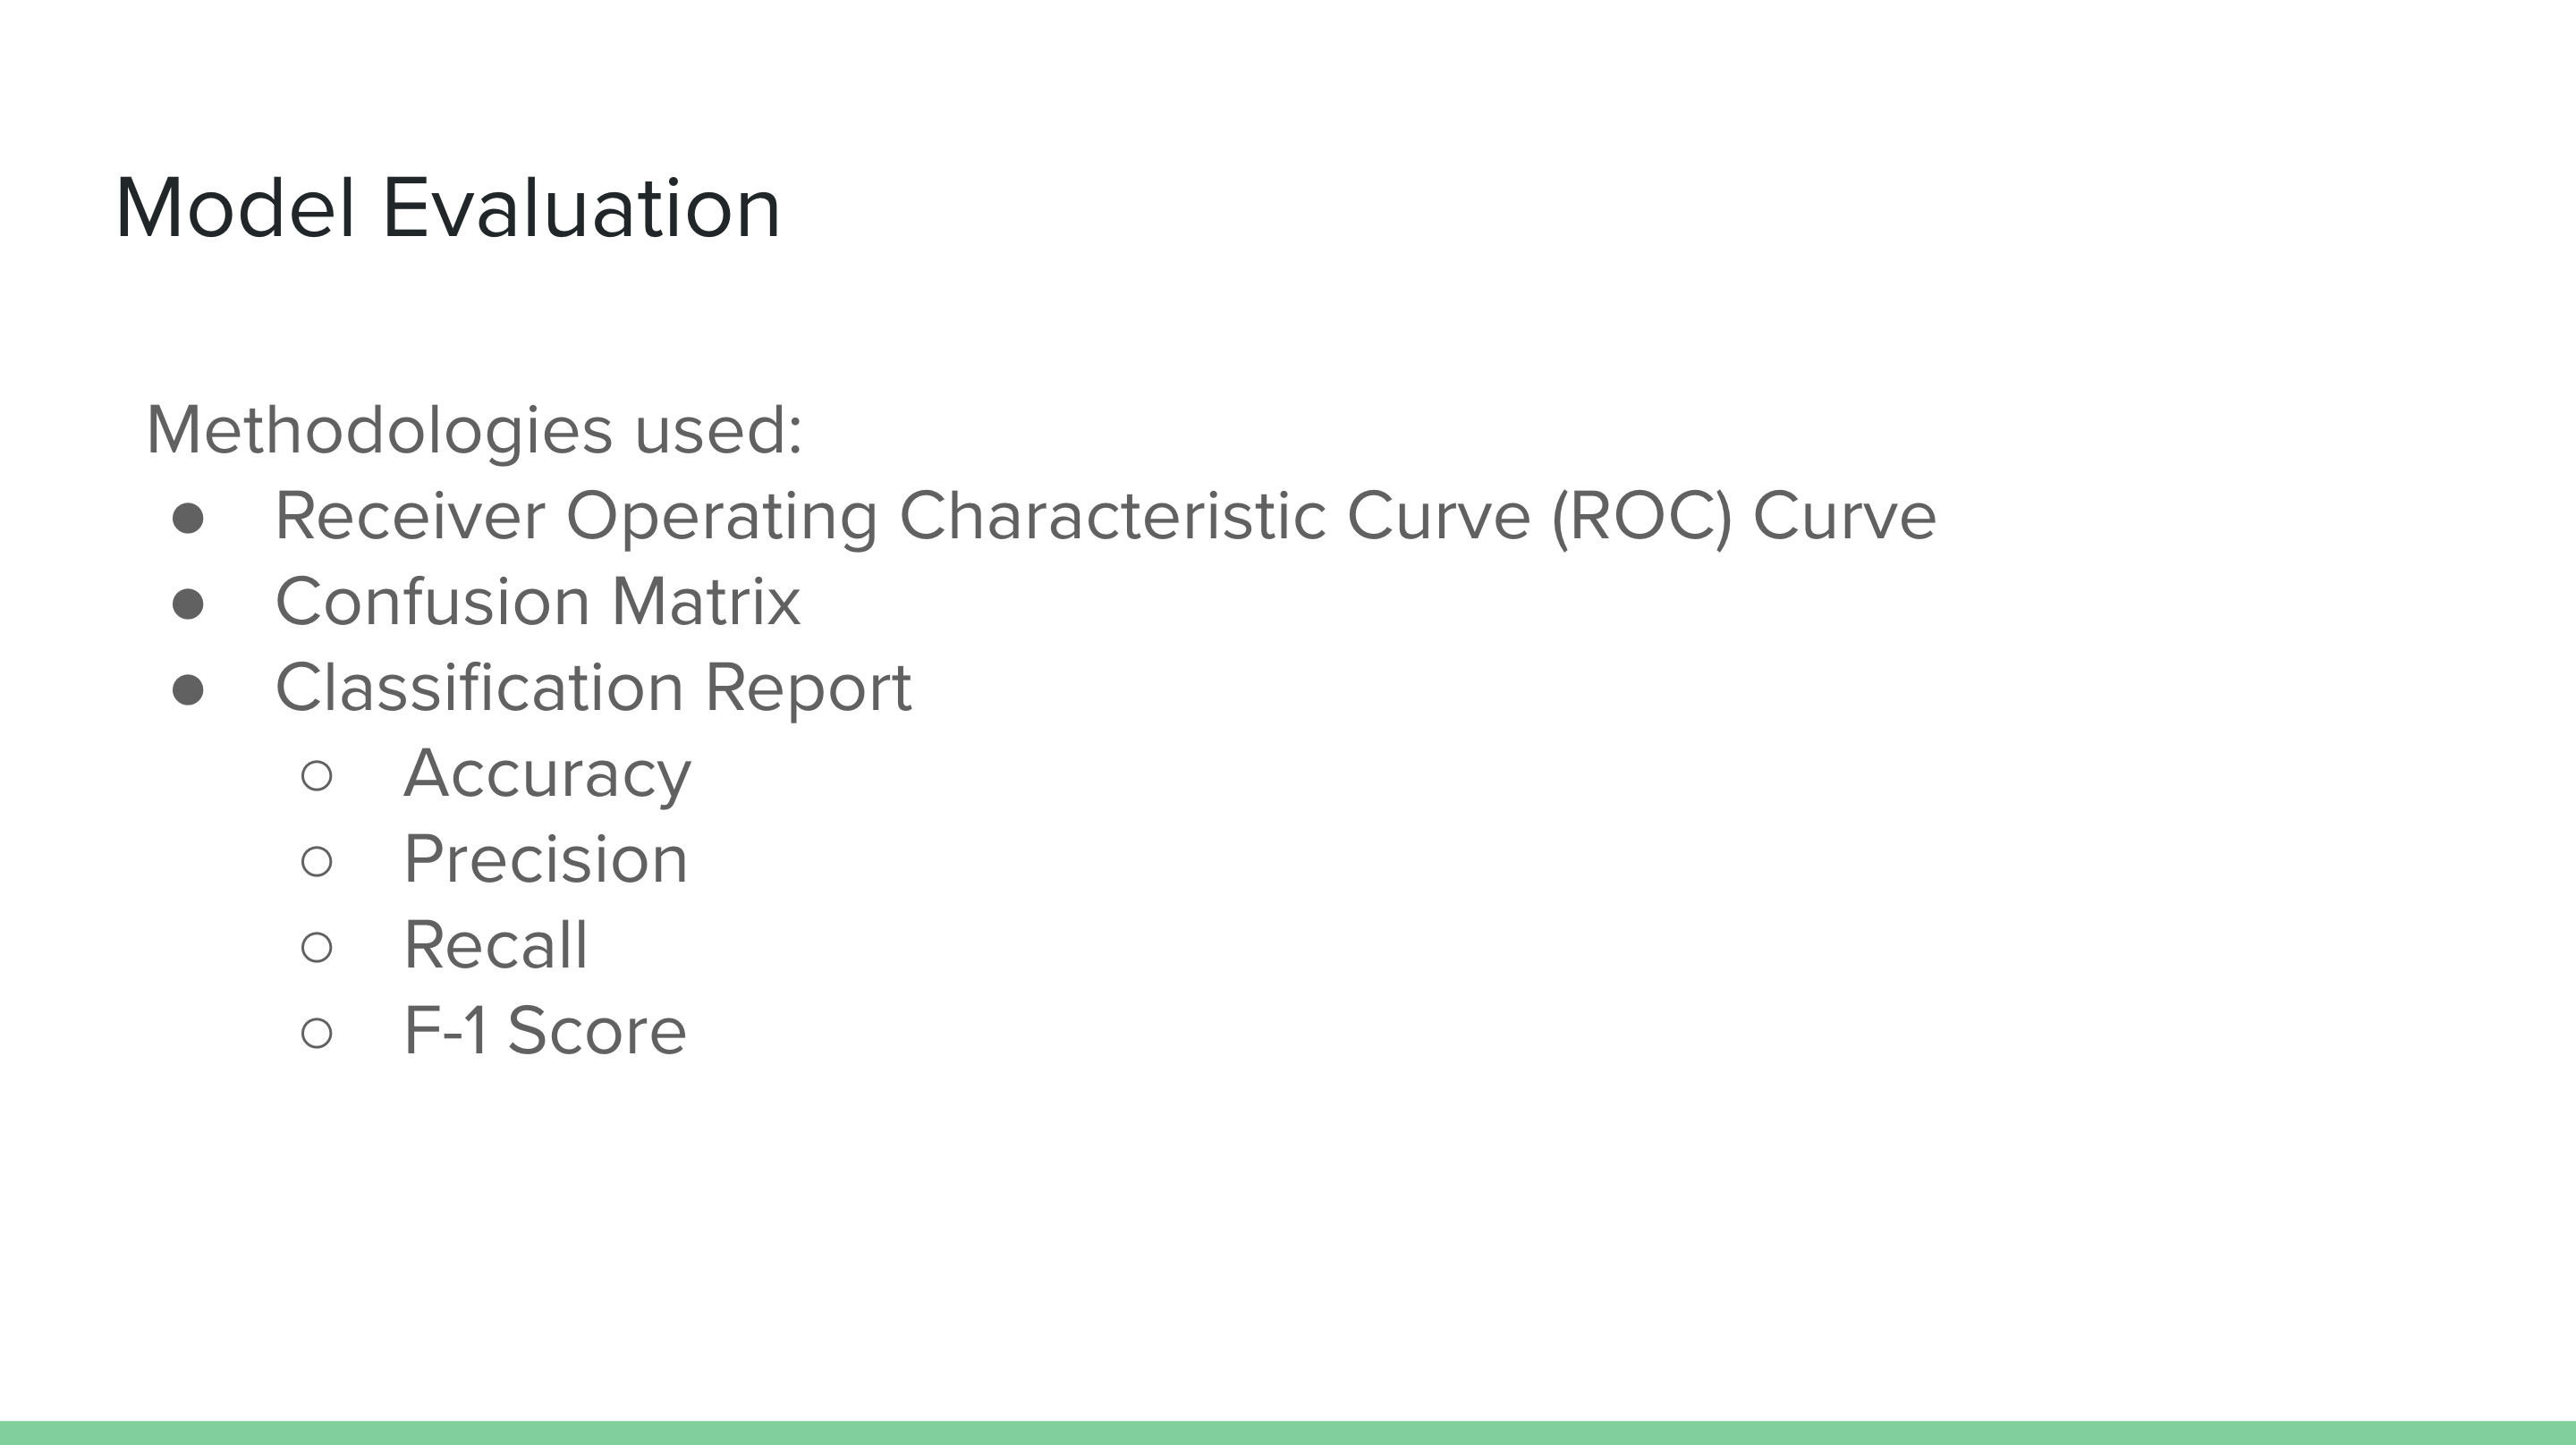 Model Evaluation
Methodologies used:
● Receiver Operating Characteristic Curve (ROC) Curve
● Confusion Matrix
● Classification Report
○ Accuracy
○ Precision
○ Recall
○ F-1 Score